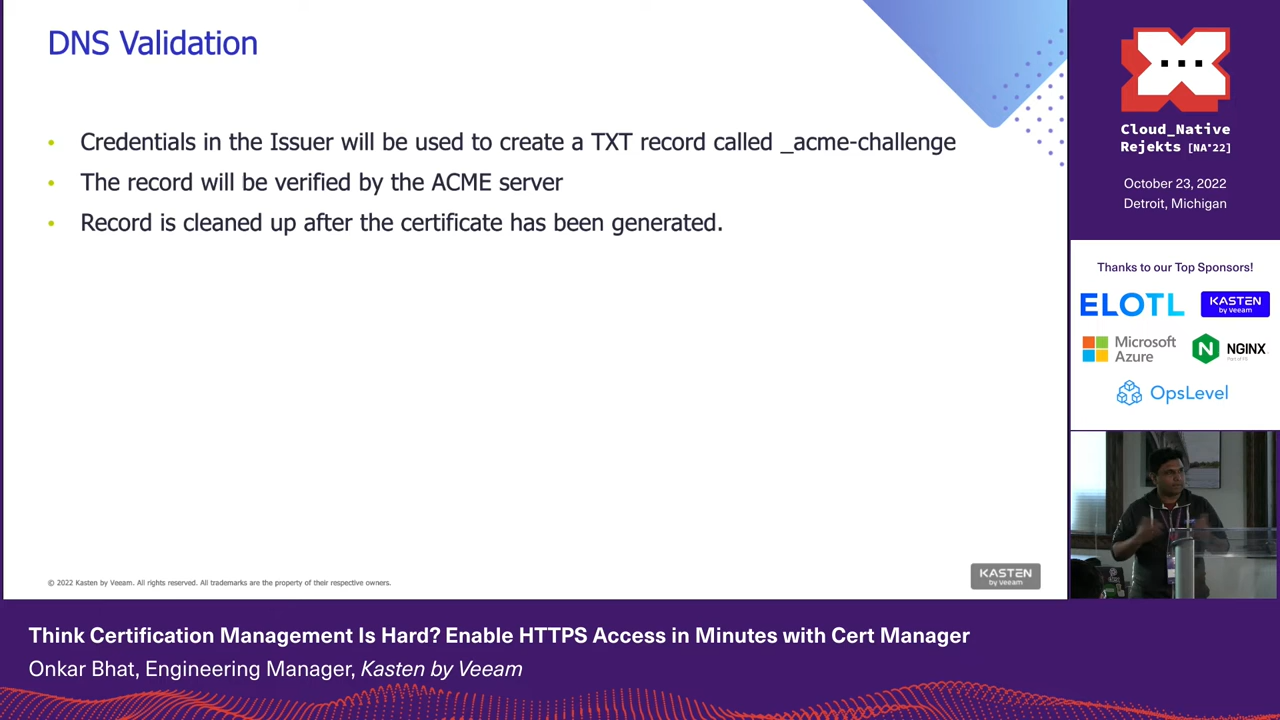 DNS Validation
• Credentials in the Issuer will be used to create a TXT record called _acme-challenge
• The record will be verified by the ACME server
• Record is cleaned up after the certificate has been generated.
© 2022 Kasten by Veeam. All rights reserved. All trademarks are the property of their respective owners.
KASTEN
by Veeam
Cloud_Native
Rejekts [NA'22]
October 23, 2022
Detroit, Michigan
Thanks to our Top Sponsors!
ELOTL
KASTEN
by Veeam
Microsoft
Azure
N
NGINX
Part of F5
OpsLevel
Think Certification Management Is Hard? Enable HTTPS Access in Minutes with Cert Manager
Onkar Bhat, Engineering Manager, Kasten by Veeam